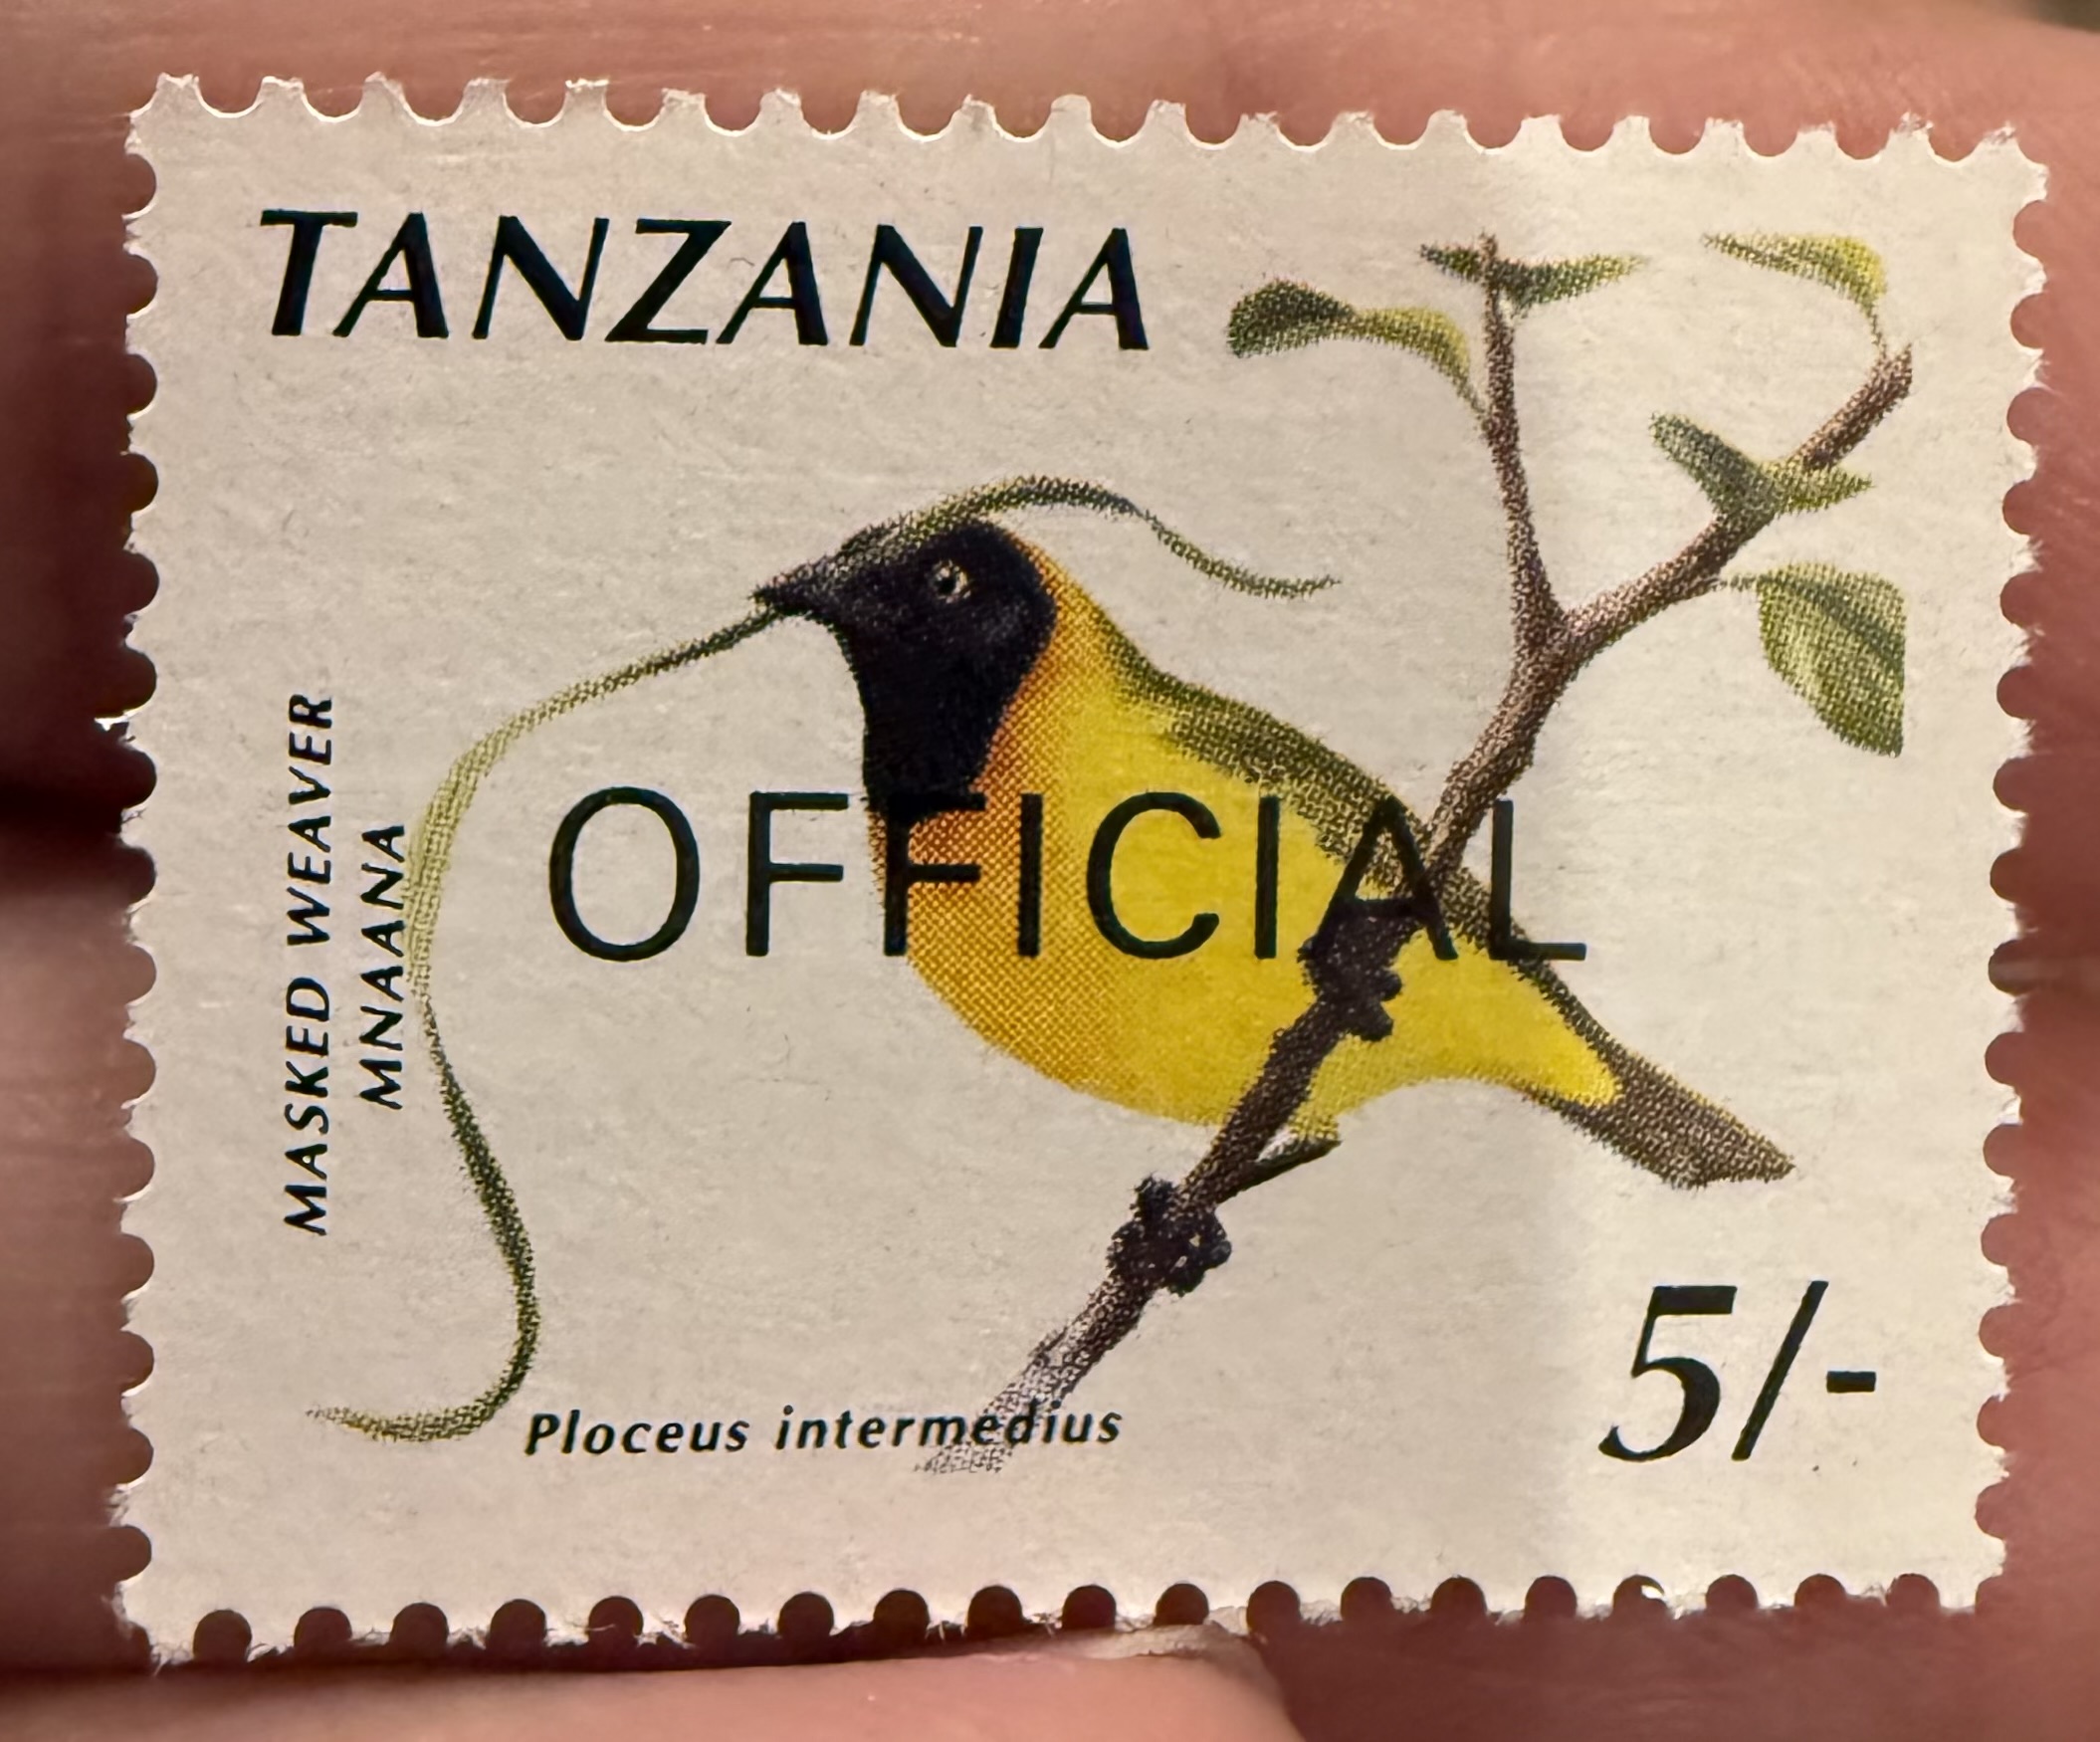 TANZANIA
MASKED WEAVER
MNAANA
OFFICIAL
Ploceus intermedius
5/-